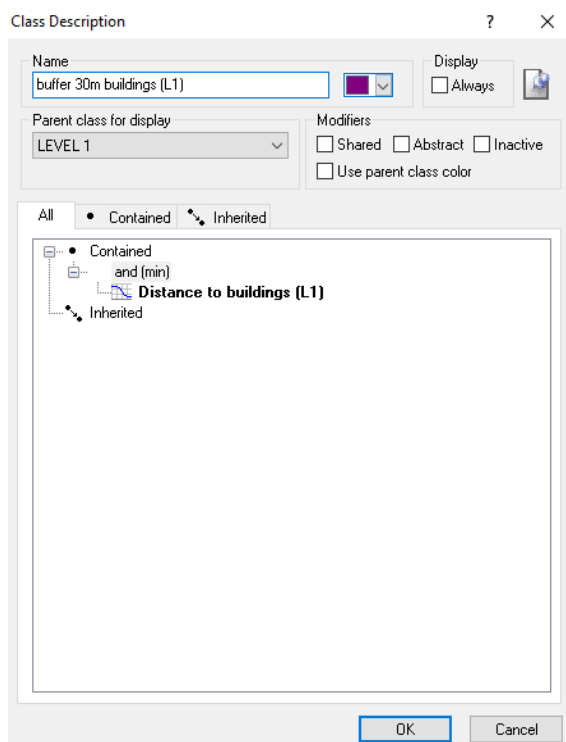 Class Description
?
Name
buffer 30m buildings (L1)
Display
Always
Parent class for display
LEVEL 1
Modifiers
Shared Abstract Inactive
Use parent class color
All Contained Inherited
Contained
and (min)
Distance to buildings (L1)
Inherited
OK Cancel